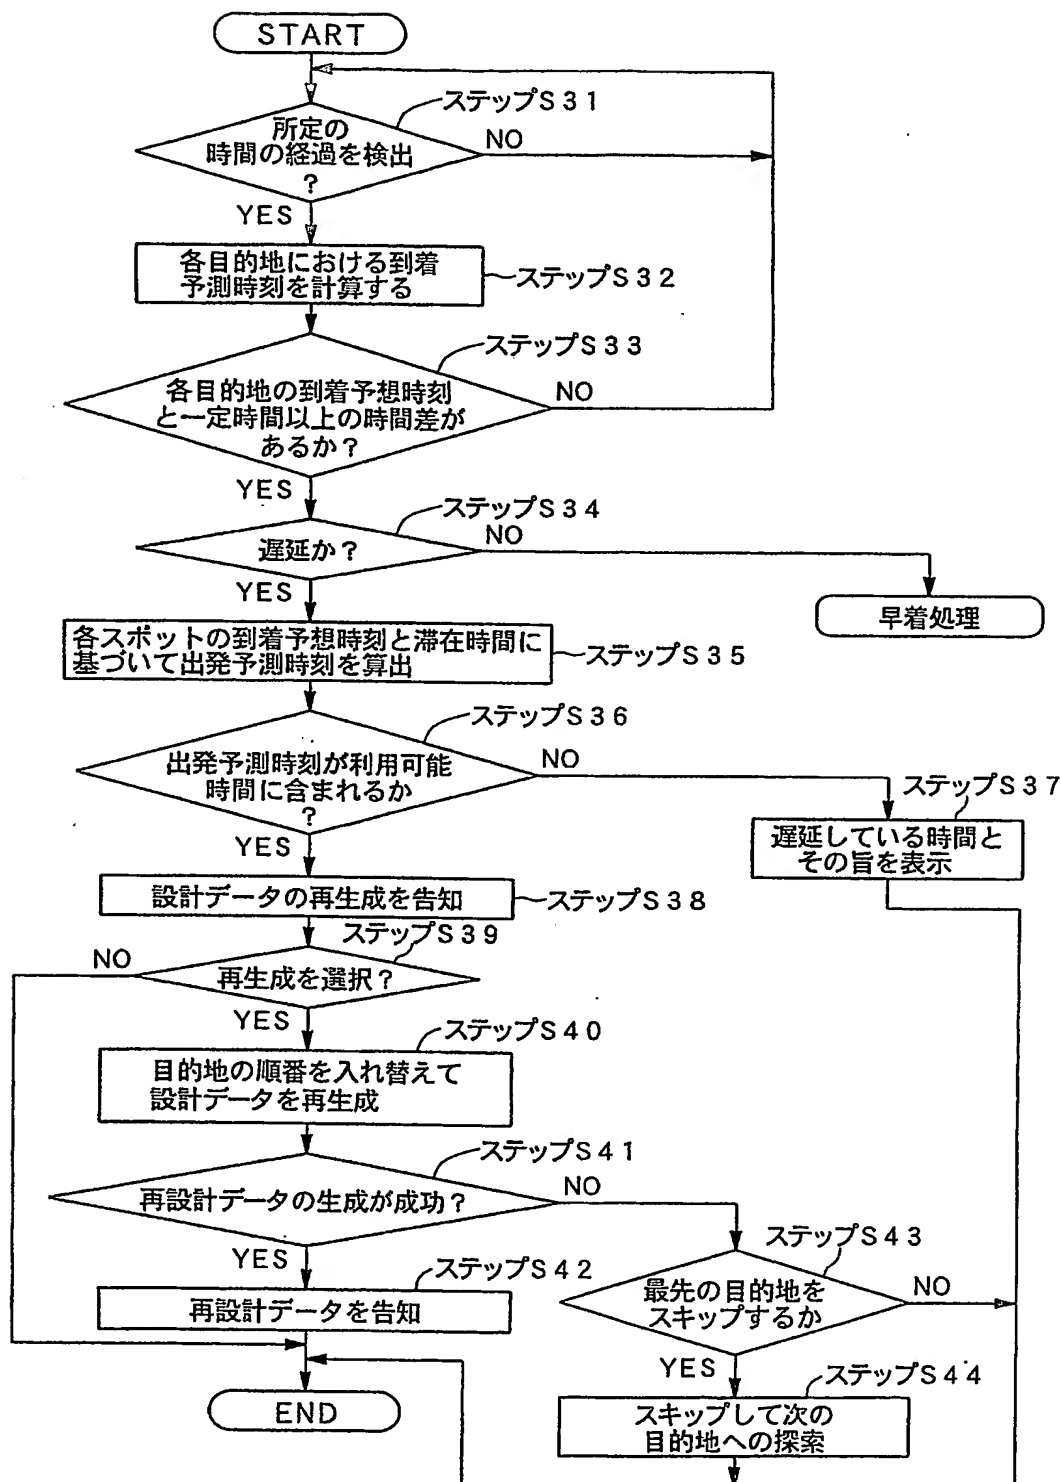 START
ステップS31
所定の
時間の経過を検出
?
NO
YES
各目的地における到着
予測時刻を計算する
ステップS32
ステップS33
各目的地の到着予想時刻
と一定時間以上の時間差が
あるか?
NO
YES
ステップS34
遅延か?
NO
YES
早着処理
各スポットの到着予想時刻と滞在時間に
基づいて出発予測時刻を算出
ステップS35
ステップS36
出発予測時刻が利用可能
時間に含まれるか
?
NO
YES
ステップS37
遅延している時間と
その旨を表示
設計データの再生成を告知
ステップS38
ステップS39
再生成を選択?
NO
YES
ステップS40
目的地の順番を入れ替えて
設計データを再生成
ステップS41
再設計データの生成が成功?
NO
YES
ステップS42
再設計データを告知
ステップS43
最先の目的地を
スキップするか
NO
YES
ステップS44
スキップして次の
目的地への探索
END